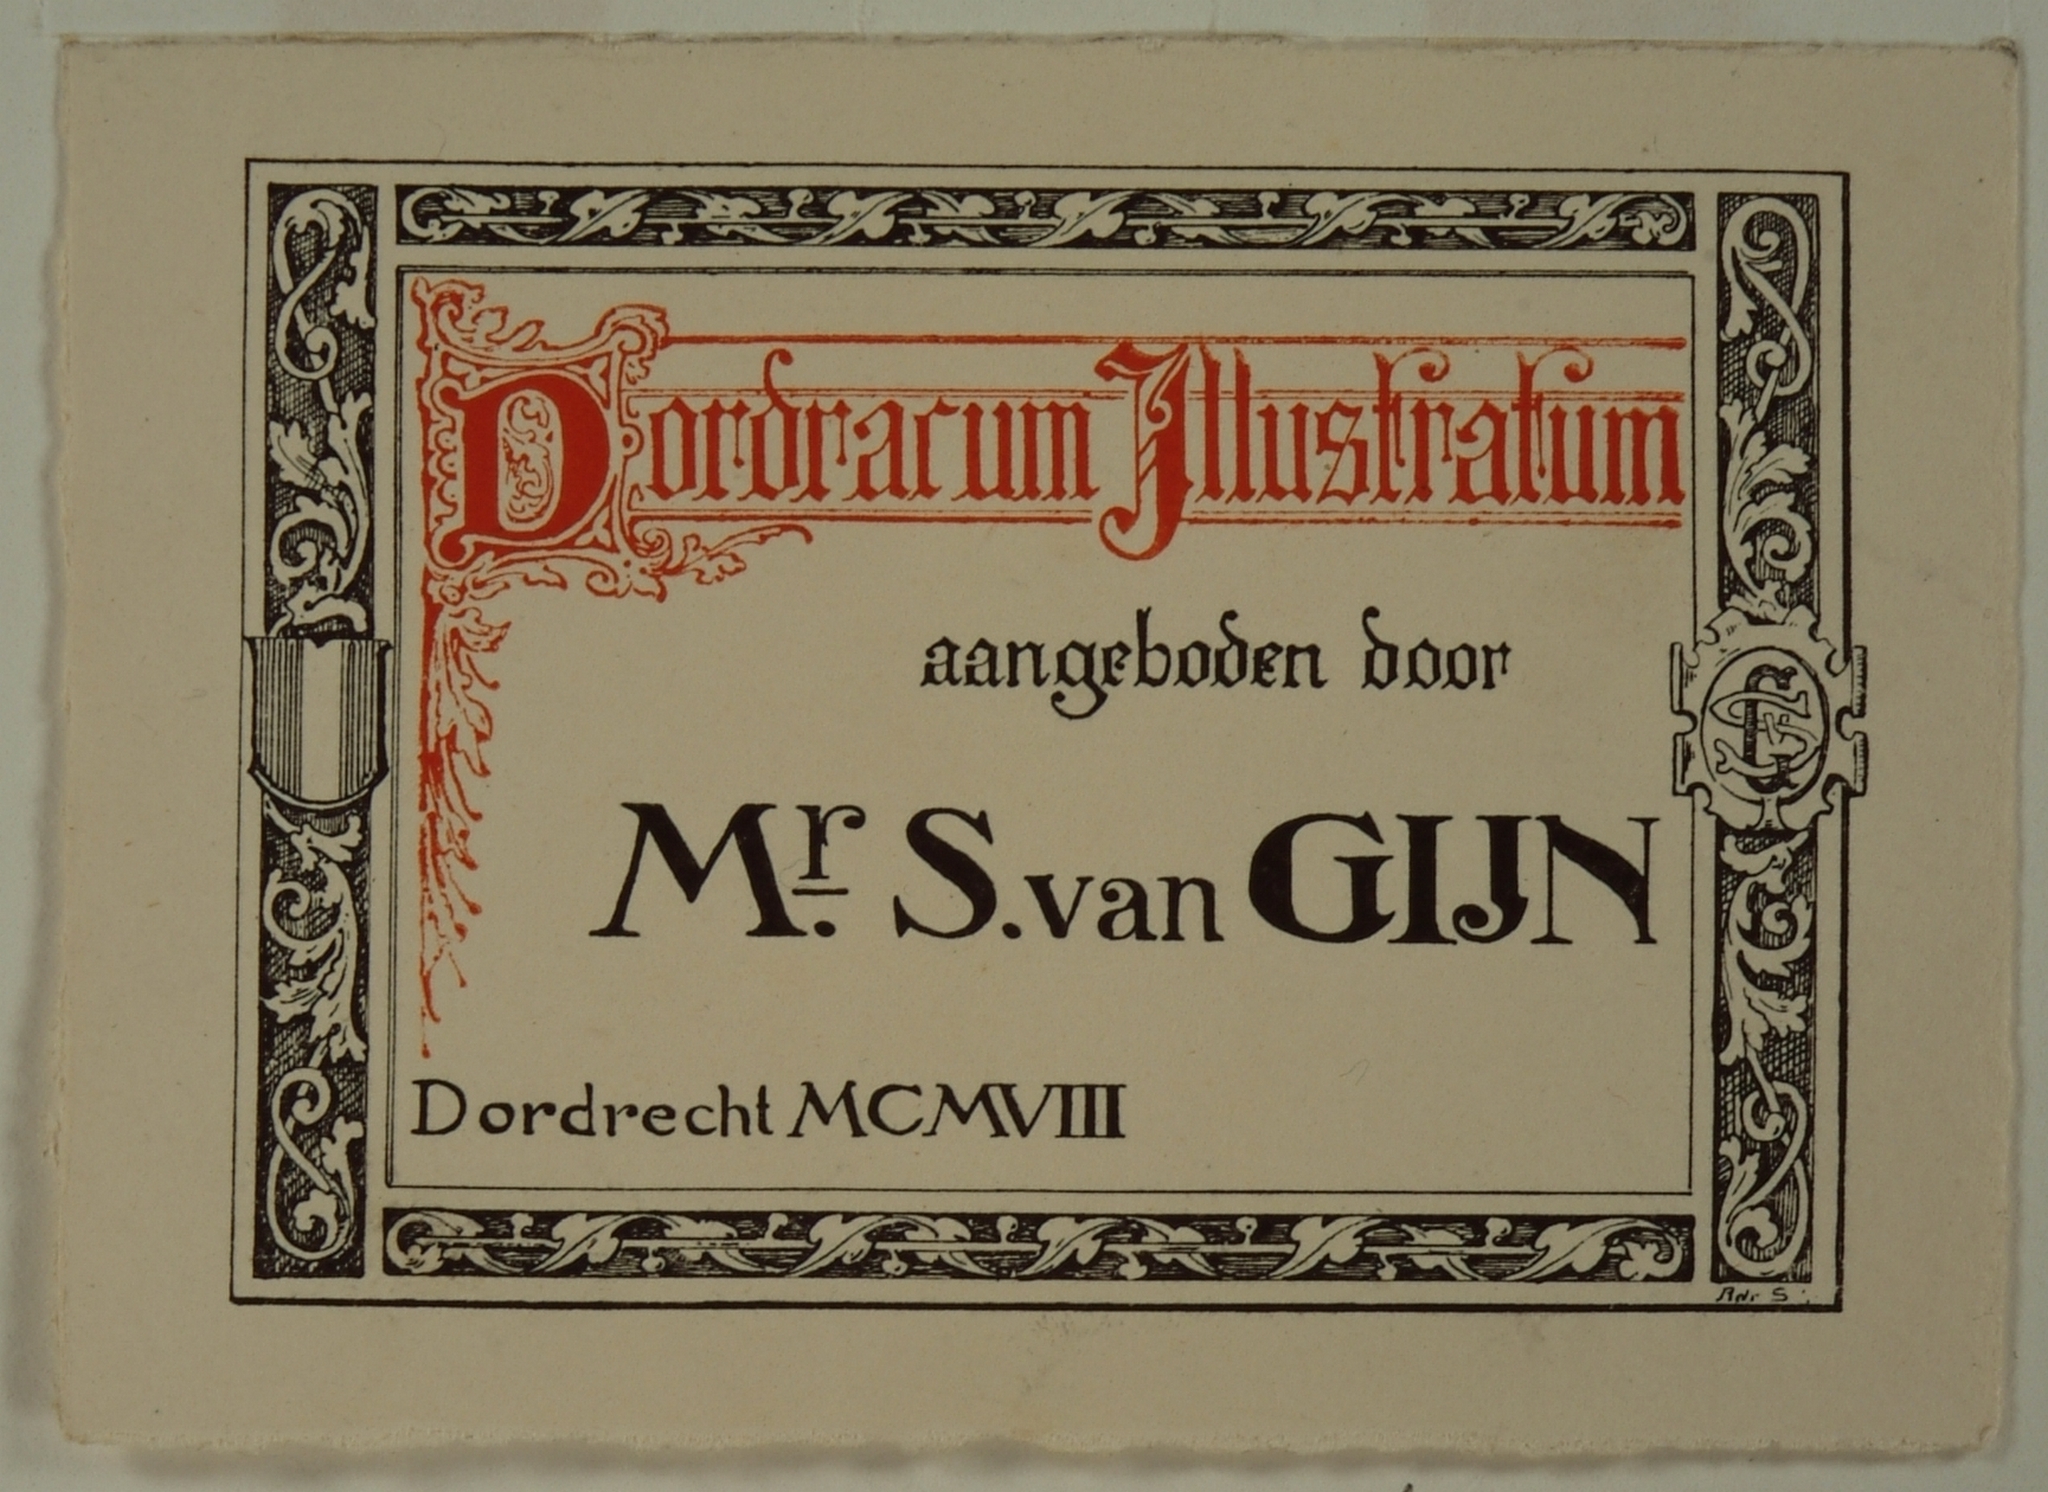 Dordracum Illustratum
aangeboden door
Mr. S. van GIJN
Dordrecht MCMVIII